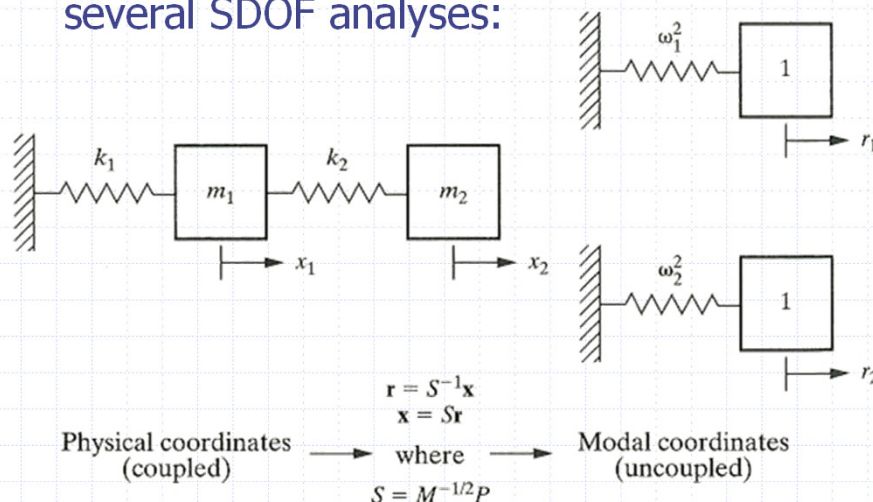 several SDOF analyses:
k₁
m₁
k₂
m₂
x₁
x₂
ω₁²
1
r₁
ω₂²
1
r₂
r = S⁻¹x
x = Sr
where
S = M⁻¹/²P
Physical coordinates
(coupled)
Modal coordinates
(uncoupled)